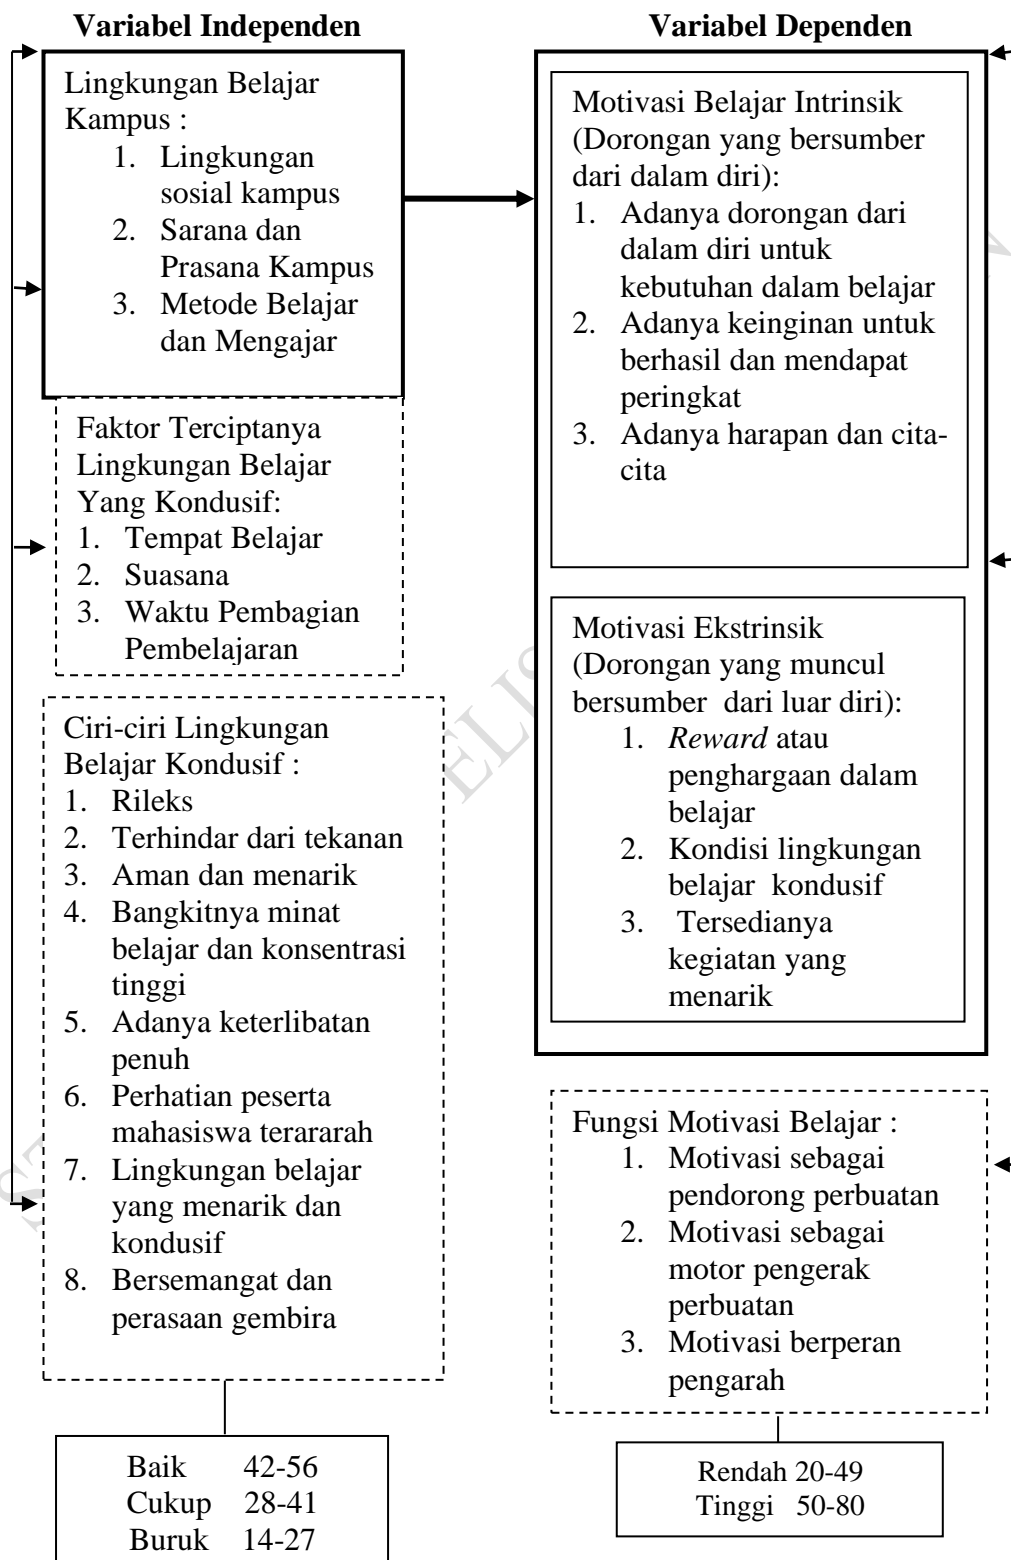 Variabel Independen
Lingkungan Belajar
Kampus :
1. Lingkungan
sosial kampus
2. Sarana dan
Prasana Kampus
3. Metode Belajar
dan Mengajar
Faktor Terciptanya
Lingkungan Belajar
Yang Kondusif:
1. Tempat Belajar
2. Suasana
3. Waktu Pembagian
Pembelajaran
Ciri-ciri Lingkungan
Belajar Kondusif :
1. Rileks
2. Terhindar dari tekanan
3. Aman dan menarik
4. Bangkitnya minat
belajar dan konsentrasi
tinggi
5. Adanya keterlibatan
penuh
6. Perhatian peserta
mahasiswa terararah
7. Lingkungan belajar
yang menarik dan
kondusif
8. Bersemangat dan
perasaan gembira
Baik 42-56
Cukup 28-41
Buruk 14-27
Variabel Dependen
Motivasi Belajar Intrinsik
(Dorongan yang bersumber
dari dalam diri):
1. Adanya dorongan dari
dalam diri untuk
kebutuhan dalam belajar
2. Adanya keinginan untuk
berhasil dan mendapat
peringkat
3. Adanya harapan dan cita-
cita
Motivasi Ekstrinsik
(Dorongan yang muncul
bersumber dari luar diri):
1. Reward atau
penghargaan dalam
belajar
2. Kondisi lingkungan
belajar kondusif
3. Tersedianya
kegiatan yang
menarik
Fungsi Motivasi Belajar :
1. Motivasi sebagai
pendorong perbuatan
2. Motivasi sebagai
motor pengerak
perbuatan
3. Motivasi berperan
pengarah
Rendah 20-49
Tinggi 50-80